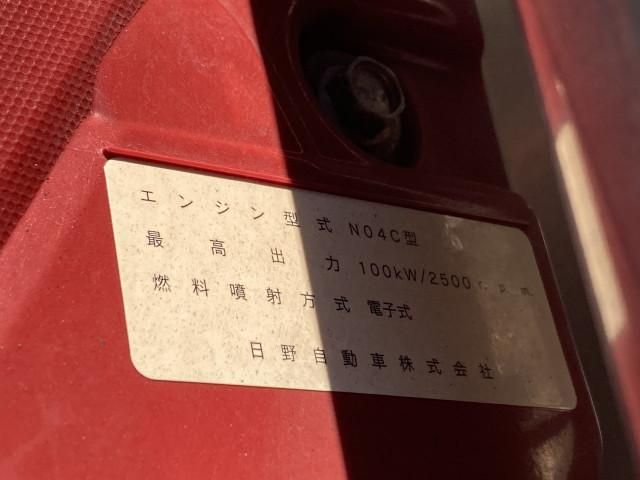 エンジン型式 N04C型
最高出力 100kW/2500r.p.m.
燃料噴射方式 電子式
日野自動車株式会社